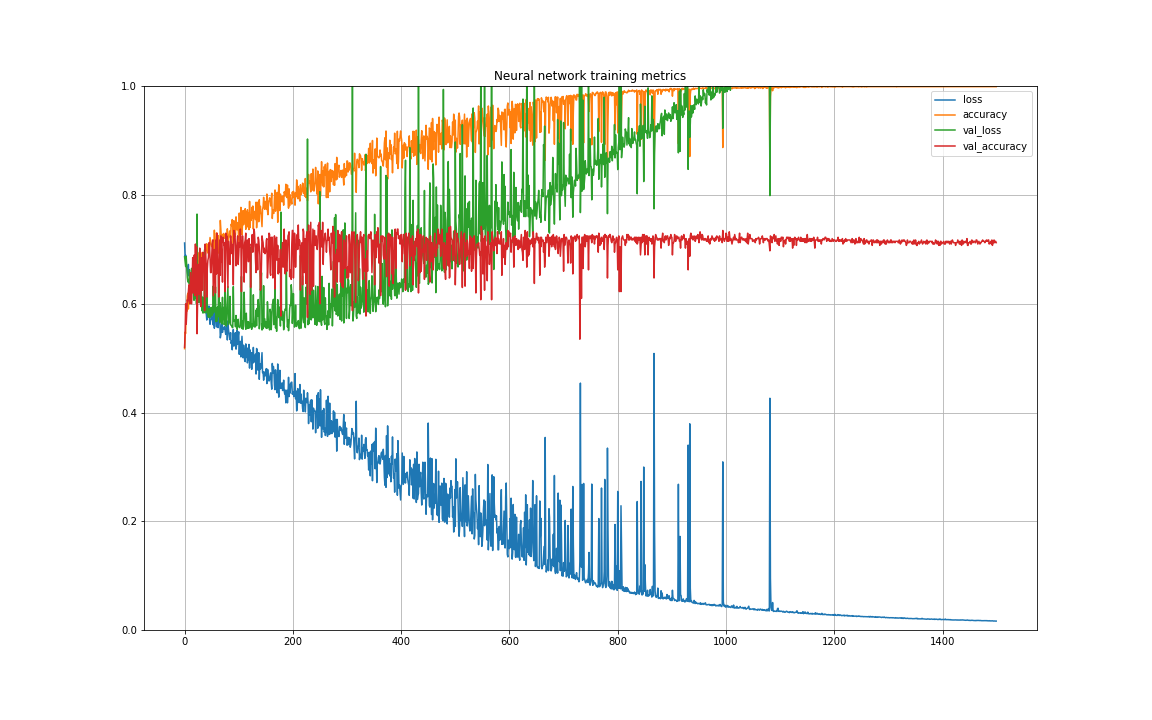 Neural network training metrics
1.0
0.8
0.6
0.4
0.2
0.0
loss
accuracy
val_loss
val_accuracy
0 200 400 600 800 1000 1200 1400